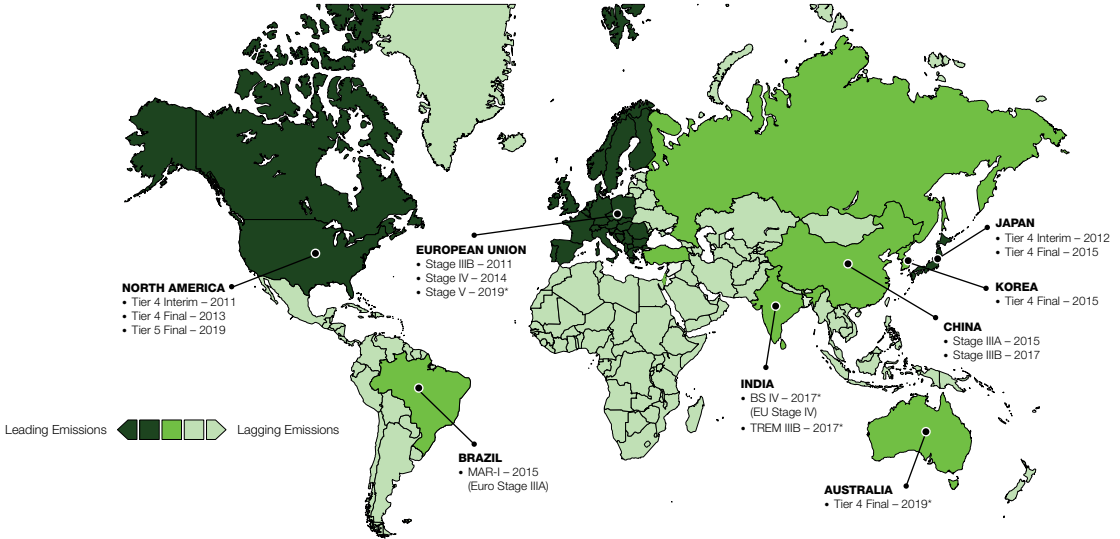 NORTH AMERICA
• Tier 4 Interim – 2011
• Tier 4 Final – 2013
• Tier 5 Final – 2019
EUROPEAN UNION
• Stage IIIB – 2011
• Stage IV – 2014
• Stage V – 2019*
JAPAN
• Tier 4 Interim – 2012
• Tier 4 Final – 2015
KOREA
• Tier 4 Final – 2015
CHINA
• Stage IIIA – 2015
• Stage IIIB – 2017
INDIA
• BS IV – 2017*
(EU Stage IV)
• TREM IIIB – 2017*
Leading Emissions
Lagging Emissions
BRAZIL
• MAR-I – 2015
(Euro Stage IIIA)
AUSTRALIA
• Tier 4 Final – 2019*